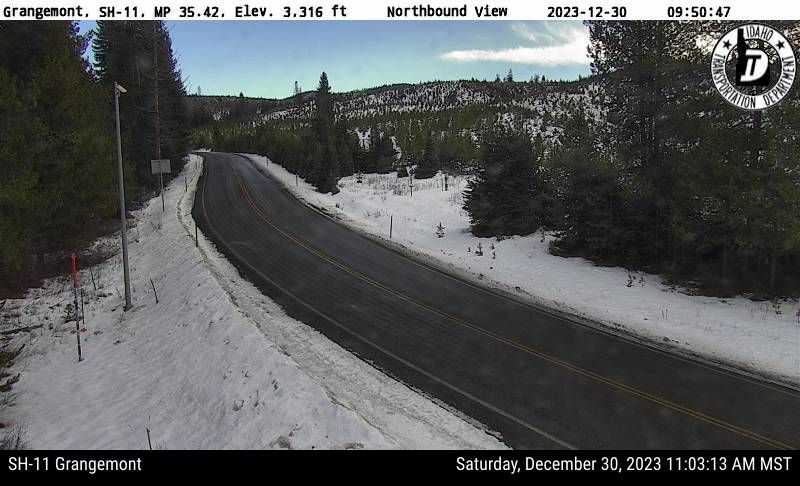 Grangemont, SH-11, MP 35.42, Elev. 3,316 ft Northbound View 2023-12-30 09:50:47
IDAHO
TRANSPORTATION DEPARTMENT
SH-11 Grangemont Saturday, December 30, 2023 11:03:13 AM MST